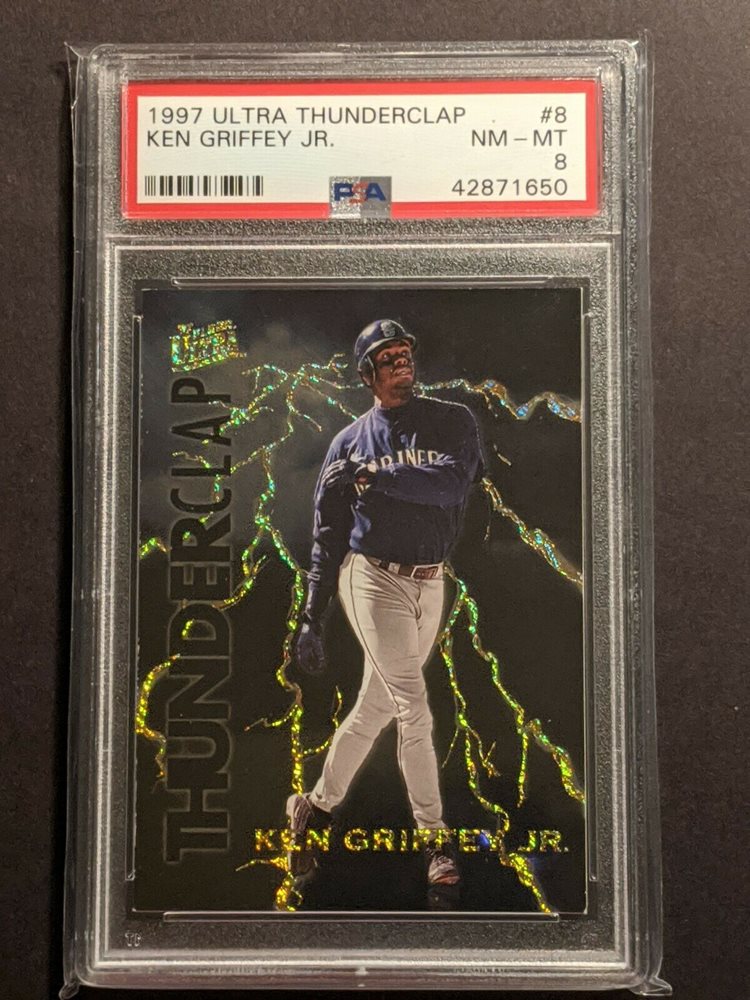 1997 ULTRA THUNDERCLAP #8
KEN GRIFFEY JR. NM-MT
8
PSA 42871650
ULTRA
THUNDERCLAP
KEN GRIFFEY JR.